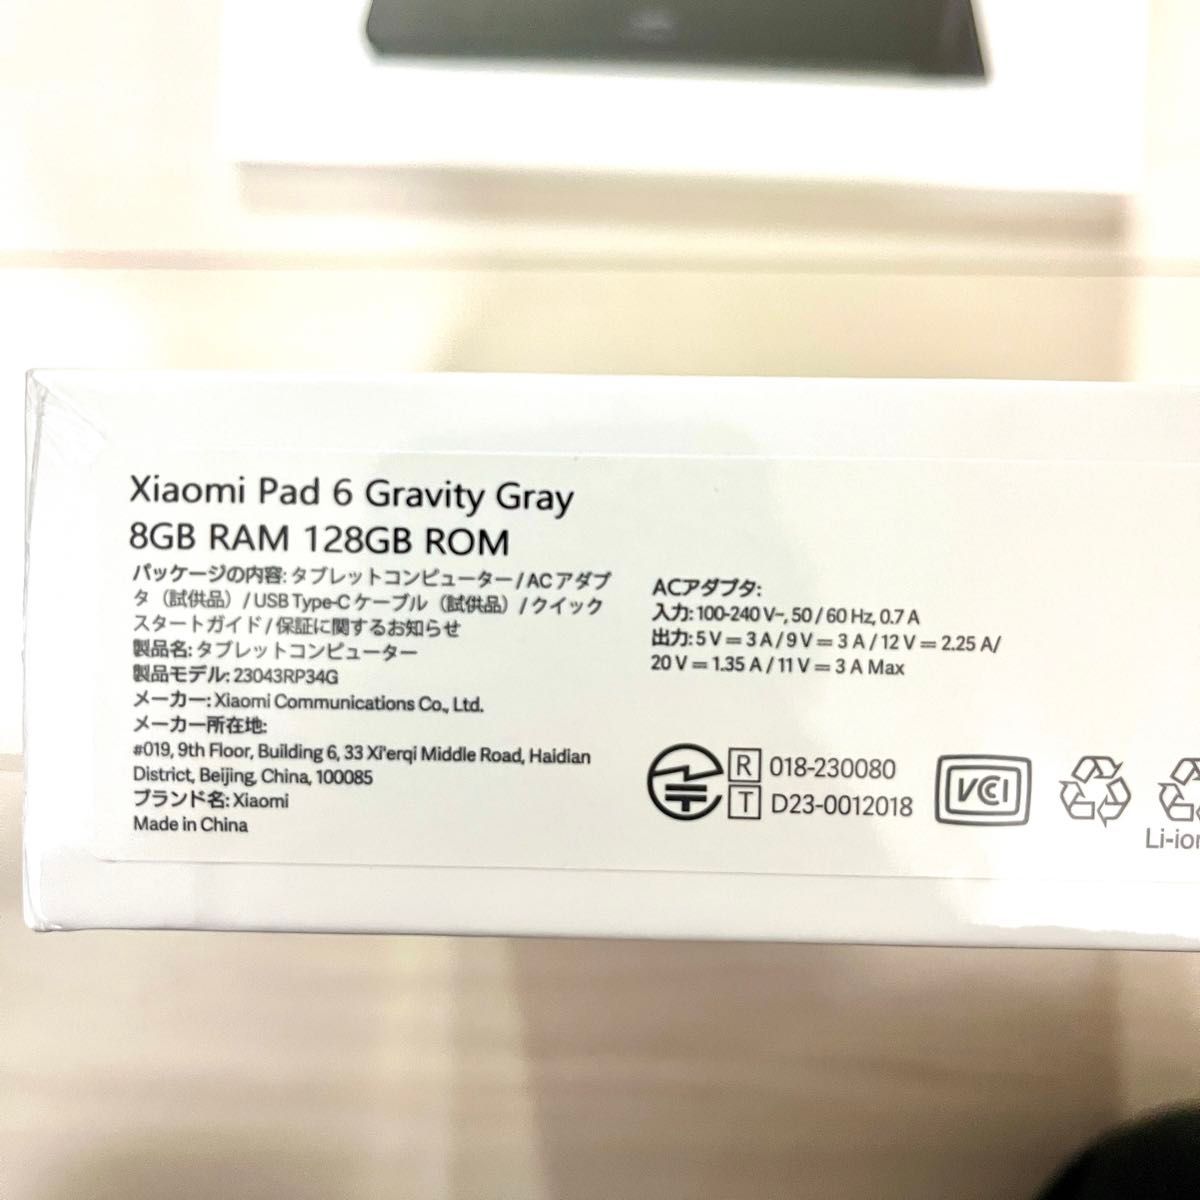 Xiaomi Pad 6 Gravity Gray
8GB RAM 128GB ROM
パッケージの内容: タブレットコンピューター / ACアダプ
タ（試供品）/ USB Type-C ケーブル（試供品）/ クイック
スタートガイド / 保証に関するお知らせ
製品名: タブレットコンピューター
製品モデル: 23043RP34G
メーカー: Xiaomi Communications Co., Ltd.
メーカー所在地:
#019, 9th Floor, Building 6, 33 Xi'erqi Middle Road, Haidian
District, Beijing, China, 100085
ブランド名: Xiaomi
Made in China
ACアダプタ:
入力: 100-240 V~, 50 / 60 Hz, 0.7 A
出力: 5 V ⎓ 3 A / 9 V ⎓ 3 A / 12 V ⎓ 2.25 A/
20 V ⎓ 1.35 A / 11 V ⎓ 3 A Max
R 018-230080
T D23-0012018
VCCI
Li-ion